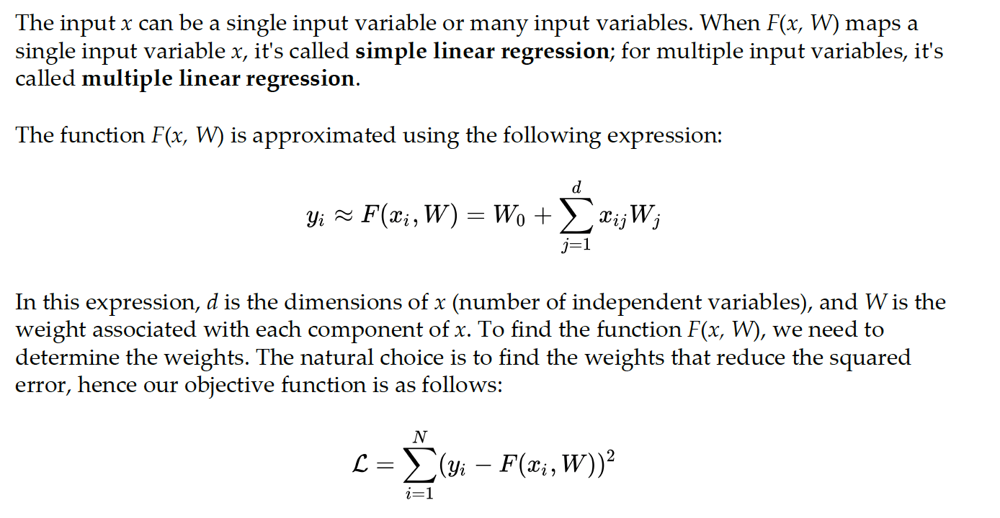 The input x can be a single input variable or many input variables. When F(x, W) maps a
single input variable x, it's called simple linear regression; for multiple input variables, it's
called multiple linear regression.
The function F(x, W) is approximated using the following expression:
y_i ≈ F(x_i, W) = W_0 + \sum_{j=1}^{d} x_{ij} W_j
In this expression, d is the dimensions of x (number of independent variables), and W is the
weight associated with each component of x. To find the function F(x, W), we need to
determine the weights. The natural choice is to find the weights that reduce the squared
error, hence our objective function is as follows:
ℒ = \sum_{i=1}^{N} (y_i − F(x_i, W))^2